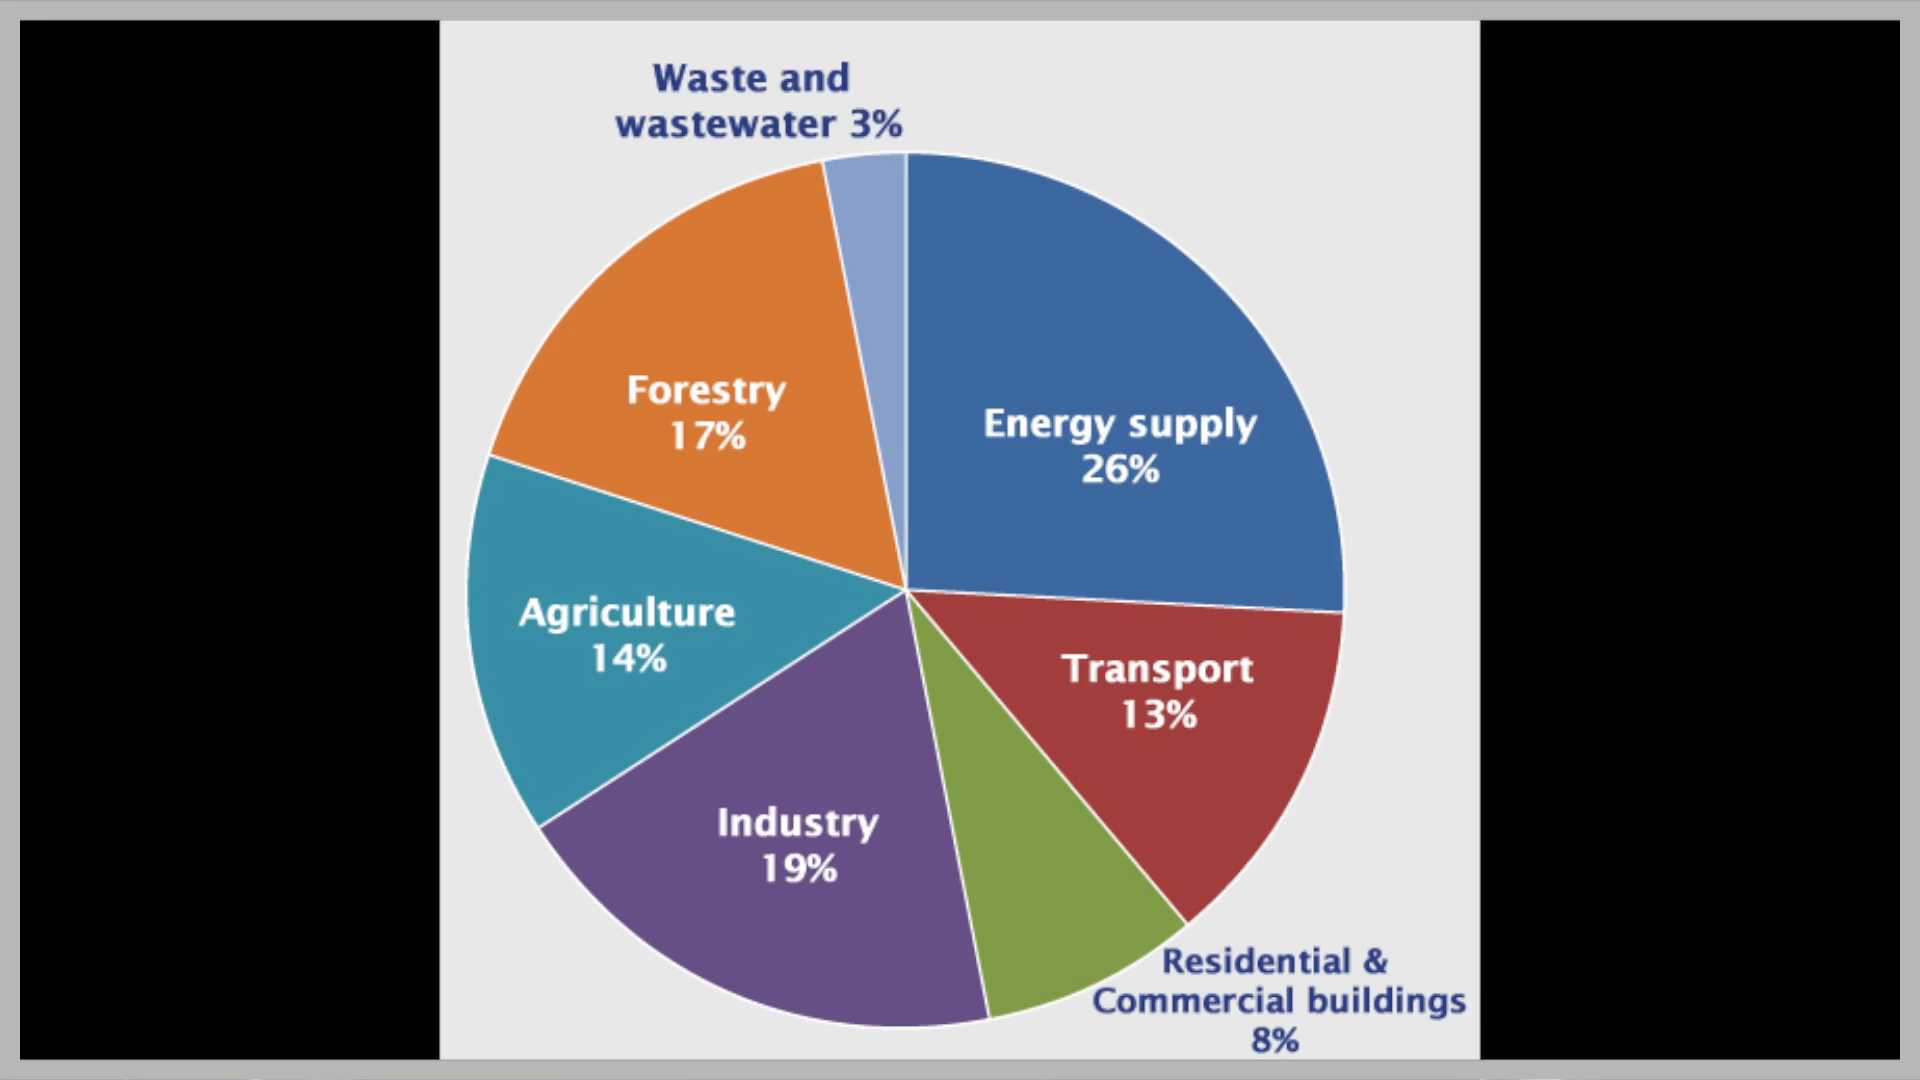 Waste and
wastewater 3%
Forestry
17%
Energy supply
26%
Agriculture
14%
Transport
13%
Industry
19%
Residential &
Commercial buildings
8%